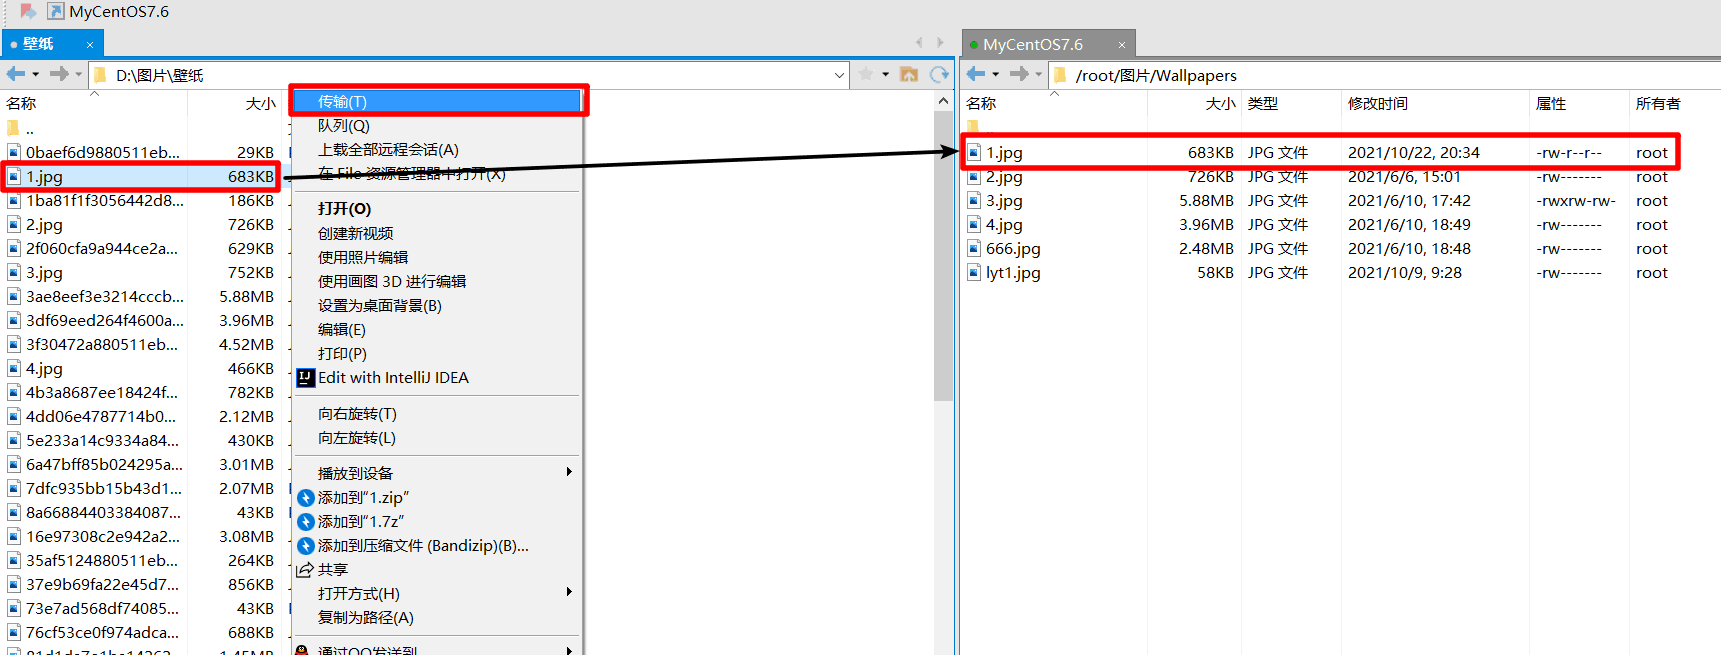 MyCentOS7.6
壁纸
D:\图片\壁纸
名称 大小
..
0baef6d9880511eb... 29KB
1.jpg 683KB
1ba81f1f3056442d8... 186KB
2.jpg 726KB
2f060cfa9a944ce2a... 629KB
3.jpg 752KB
3ae8eef3e3214cccb... 5.88MB
3df69eed264f4600a... 3.96MB
3f30472a880511eb... 4.52MB
4.jpg 466KB
4b3a8687ee18424f... 782KB
4dd06e4787714b0... 2.12MB
5e233a14c9334a84... 430KB
6a47bff85b024295a... 3.01MB
7dfc935bb15b43d1... 2.07MB
8a66884403384087... 43KB
16e97308c2e942a2... 3.08MB
35af5124880511eb... 264KB
37e9b69fa22e45d7... 856KB
73e7ad568df74085... 43KB
76cf53ce0f974adca... 688KB
传输(T)
队列(Q)
上载全部远程会话(A)
在 File 资源管理器中打开(X)
打开(O)
创建新视频
使用照片编辑
使用画图 3D 进行编辑
设置为桌面背景(B)
编辑(E)
打印(P)
Edit with IntelliJ IDEA
向右旋转(T)
向左旋转(L)
播放到设备
添加到"1.zip"
添加到"1.7z"
添加到压缩文件 (Bandizip)(B)...
共享
打开方式(H)
复制为路径(A)
通过QQ发送到
MyCentOS7.6
/root/图片/Wallpapers
名称 大小 类型 修改时间 属性 所有者
1.jpg 683KB JPG 文件 2021/10/22, 20:34 -rw-r--r-- root
2.jpg 726KB JPG 文件 2021/6/6, 15:01 -rw------- root
3.jpg 5.88MB JPG 文件 2021/6/10, 17:42 -rwxrw-rw- root
4.jpg 3.96MB JPG 文件 2021/6/10, 18:49 -rw------- root
666.jpg 2.48MB JPG 文件 2021/6/10, 18:48 -rw------- root
lyt1.jpg 58KB JPG 文件 2021/10/9, 9:28 -rw------- root